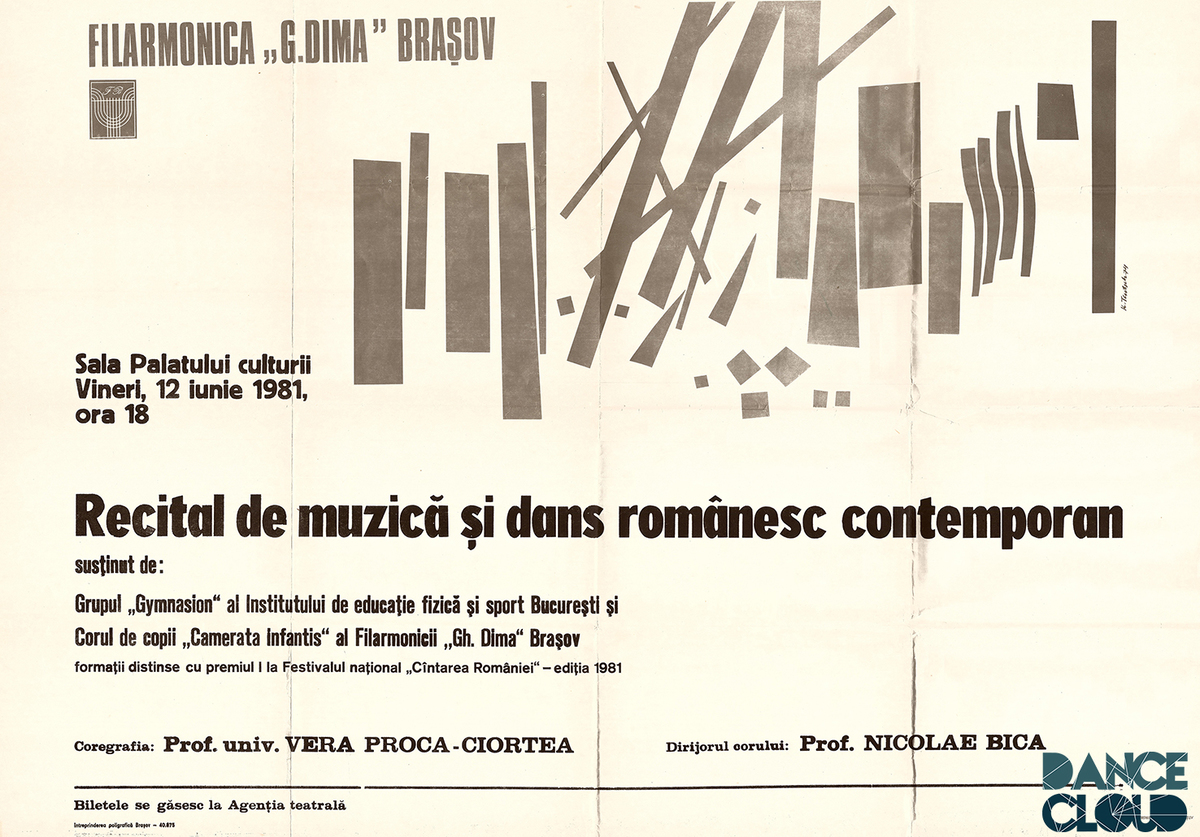 FILARMONICA „G.DIMA” BRAȘOV
FB
Sala Palatului culturii
Vineri, 12 iunie 1981,
ora 18
Recital de muzică și dans românesc contemporan
susținut de:
Grupul „Gymnasion“ al Institutului de educație fizică și sport București și
Corul de copii „Camerata Infantis“ al Filarmonicii „Gh. Dima“ Brașov
formații distinse cu premiul I la Festivalul național „Cîntarea României“ – ediția 1981
Coregrafia: Prof. univ. VERA PROCA-CIORTEA
Dirijorul corului: Prof. NICOLAE BICA
Biletele se găsesc la Agenția teatrală
Întreprinderea poligrafică Brașov – 40.875
DANCE
CLOUD